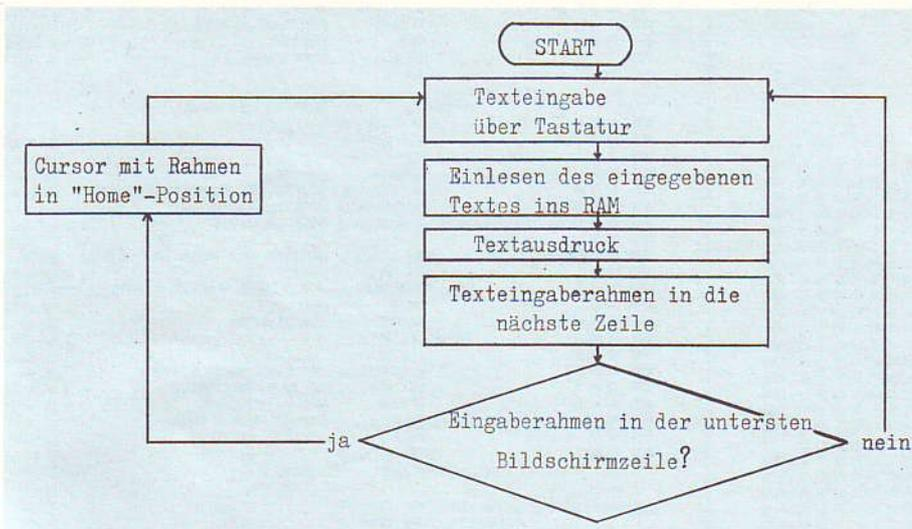 START
Texteingabe
über Tastatur
Cursor mit Rahmen
in "Home"-Position
Einlesen des eingegebenen
Textes ins RAM
Textausdruck
Texteingaberahmen in die
nächste Zeile
Eingaberahmen in der untersten
Bildschirmzeile?
ja
nein